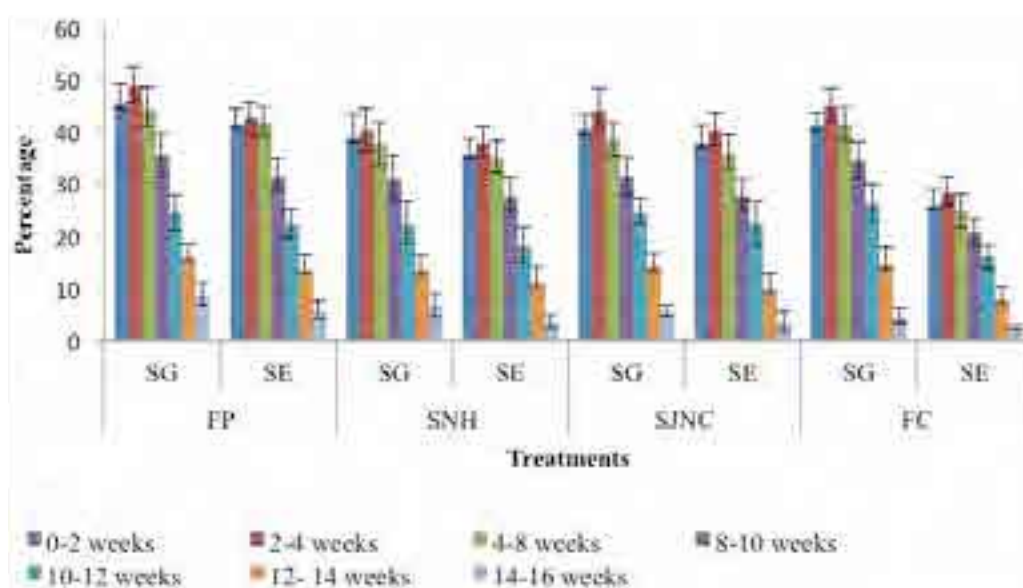 60
50
40
30
20
10
0
Percentage
SG SE SG SE SG SE SG SE
FP SNH SJNC FC
Treatments
0-2 weeks 2-4 weeks 4-8 weeks 8-10 weeks
10-12 weeks 12- 14 weeks 14-16 weeks